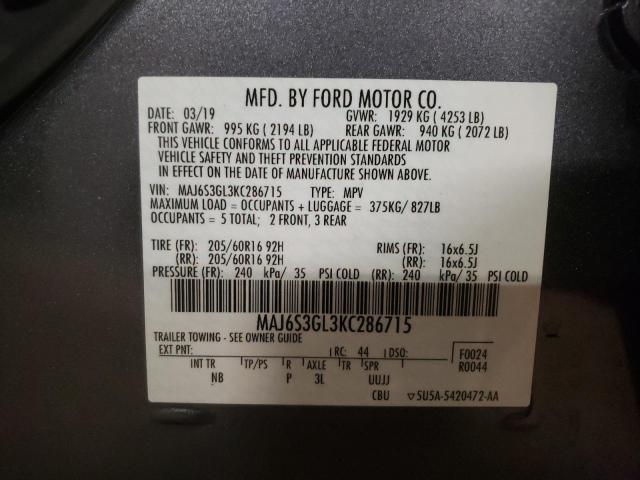 MFD. BY FORD MOTOR CO.
DATE: 03/19 GVWR: 1929 KG ( 4253 LB)
FRONT GAWR: 995 KG ( 2194 LB) REAR GAWR: 940 KG ( 2072 LB)
THIS VEHICLE CONFORMS TO ALL APPLICABLE FEDERAL MOTOR
VEHICLE SAFETY AND THEFT PREVENTION STANDARDS
IN EFFECT ON THE DATE OF MANUFACTURE SHOWN ABOVE.
VIN: MAJ6S3GL3KC286715 TYPE: MPV
MAXIMUM LOAD = OCCUPANTS + LUGGAGE = 375KG/ 827LB
OCCUPANTS = 5 TOTAL; 2 FRONT, 3 REAR
TIRE (FR): 205/60R16 92H RIMS (FR): 16x6.5J
(RR): 205/60R16 92H (RR): 16x6.5J
PRESSURE (FR): 240 kPa/ 35 PSI COLD (RR): 240 kPa/ 35 PSI COLD
MAJ6S3GL3KC286715
TRAILER TOWING - SEE OWNER GUIDE
EXT PNT: RC: 44 DSO: F0024
INT TR TP/PS R AXLE TR SPR R0044
NB P 3L UUJJ
CBU ▽5U5A-5420472-AA